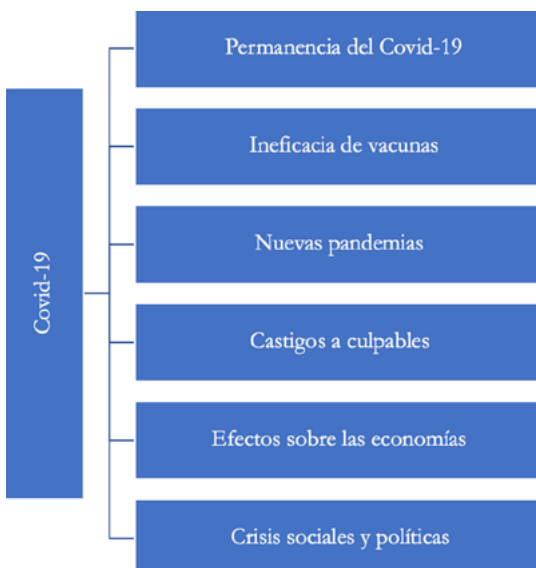 Covid-19
Permanencia del Covid-19
Ineficacia de vacunas
Nuevas pandemias
Castigos a culpables
Efectos sobre las economías
Crisis sociales y políticas